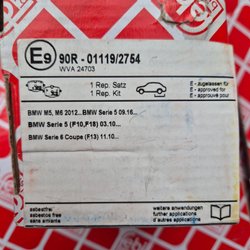 E9 90R - 01119/2754
WVA 24703
1 Rep. Satz
1 Rep. Kit
E - zugelassen für
E - approved for
E - approuvé pour
BMW M5, M6 2012...BMW Serie 5 09.16...
BMW Serie 5 (F10,F18) 03.10...
BMW Serie 6 Coupe (F13) 11.10...
asbestfrei
asbestos free
sans asbeste
weitere anwendungen
further applications
d'autres applications